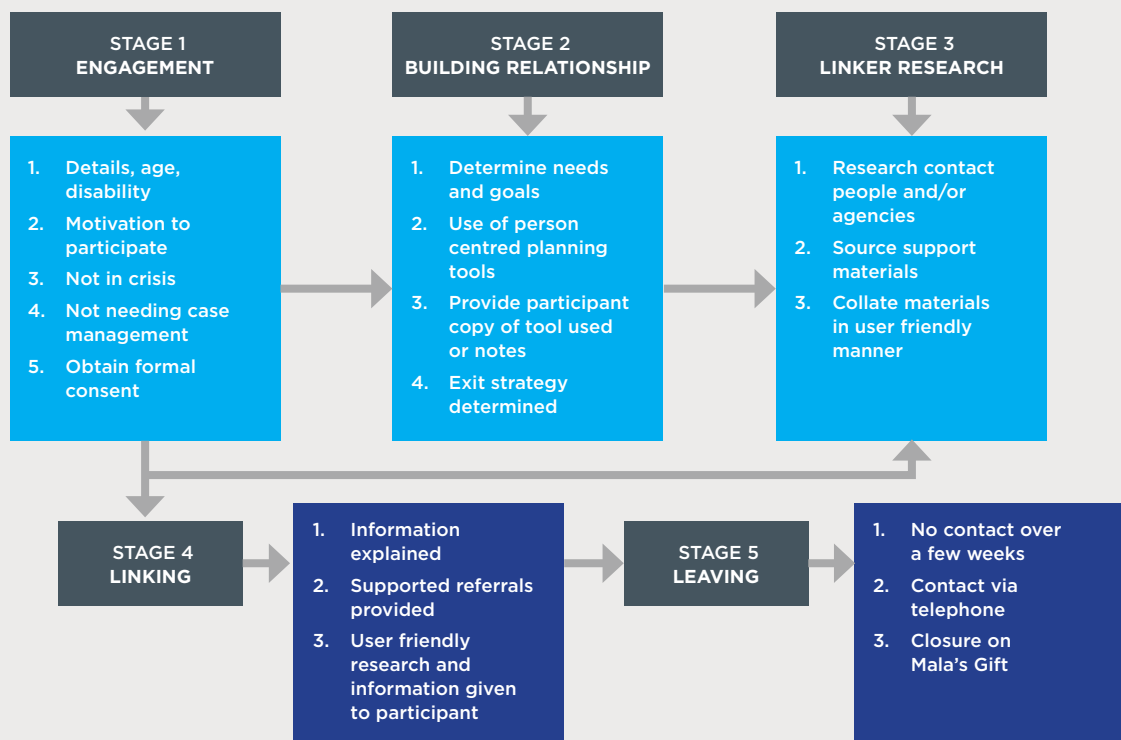 STAGE 1
ENGAGEMENT
1. Details, age,
disability
2. Motivation to
participate
3. Not in crisis
4. Not needing case
management
5. Obtain formal
consent
STAGE 2
BUILDING RELATIONSHIP
1. Determine needs
and goals
2. Use of person
centred planning
tools
3. Provide participant
copy of tool used
or notes
4. Exit strategy
determined
STAGE 3
LINKER RESEARCH
1. Research contact
people and/or
agencies
2. Source support
materials
3. Collate materials
in user friendly
manner
STAGE 4
LINKING
1. Information
explained
2. Supported referrals
provided
3. User friendly
research and
information given
to participant
STAGE 5
LEAVING
1. No contact over
a few weeks
2. Contact via
telephone
3. Closure on
Mala's Gift